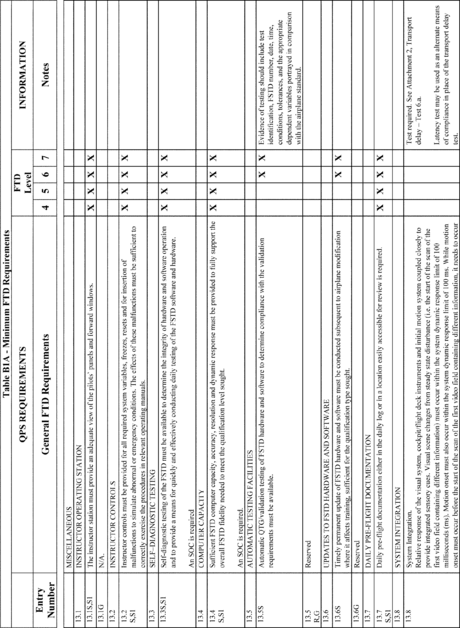 Table B1A - Minimum FTD Requirements
QPS REQUIREMENTS
FTD Level
INFORMATION
Entry Number
General FTD Requirements
4 5 6 7
Notes
MISCELLANEOUS
13.1 INSTRUCTOR OPERATING STATION
13.1S,S1 The instructor station must provide an adequate view of the pilots' panels and forward windows. X X X X
13.1G N/A.
13.2 INSTRUCTOR CONTROLS
13.2 S,S1 Instructor controls must be provided for all required system variables, freezes, resets and for insertion of X X X X
malfunctions to simulate abnormal or emergency conditions. The effects of these malfunctions must be sufficient to
correctly exercise the procedures in relevant operating manuals.
13.3 SELF-DIAGNOSTIC TESTING
13.3S,S1 Self-diagnostic testing of the FSTD must be available to determine the integrity of hardware and software operation X X X X
and to provide a means for quickly and effectively conducting daily testing of the FSTD software and hardware.
An SOC is required
13.4 COMPUTER CAPACITY
13.4 S,S1 Sufficient FSTD computer capacity, accuracy, resolution and dynamic response must be provided to fully support the X X X X
overall FSTD fidelity needed to meet the qualification level sought.
An SOC is required.
13.5 AUTOMATIC TESTING FACILITIES
13.5S Automatic QTG/validation testing of FSTD hardware and software to determine compliance with the validation X X
requirements must be available.
Evidence of testing should include test
identification, FSTD number, date, time,
conditions, tolerances, and the appropriate
dependent variables portrayed in comparison
with the airplane standard.
13.5 R,G Reserved
13.6 UPDATES TO FSTD HARDWARE AND SOFTWARE
13.6S Timely permanent update of FSTD hardware and software must be conducted subsequent to airplane modification X X
where it affects training, sufficient for the qualification type sought.
13.6G Reserved
13.7 DAILY PRE-FLIGHT DOCUMENTATION
13.7 S,S1 Daily pre-flight documentation either in the daily log or in a location easily accessible for review is required. X X X X
13.8 SYSTEM INTEGRATION
13.8 System Integration
Relative response of the visual system, cockpit/flight deck instruments and initial motion system coupled closely to
provide integrated sensory cues. Visual scene changes from steady state disturbance (i.e. the start of the scan of the
first video field containing different information) must occur within the system dynamic response limit of 100
milliseconds (ms). Motion onset must also occur within the system dynamic response limit of 100 ms. While motion
onset must occur before the start of the scan of the first video field containing different information, it needs to occur
Test required. See Attachment 2, Transport
delay – Test 6.a.
Latency test may be used as an alternate means
of compliance in place of the transport delay
test.